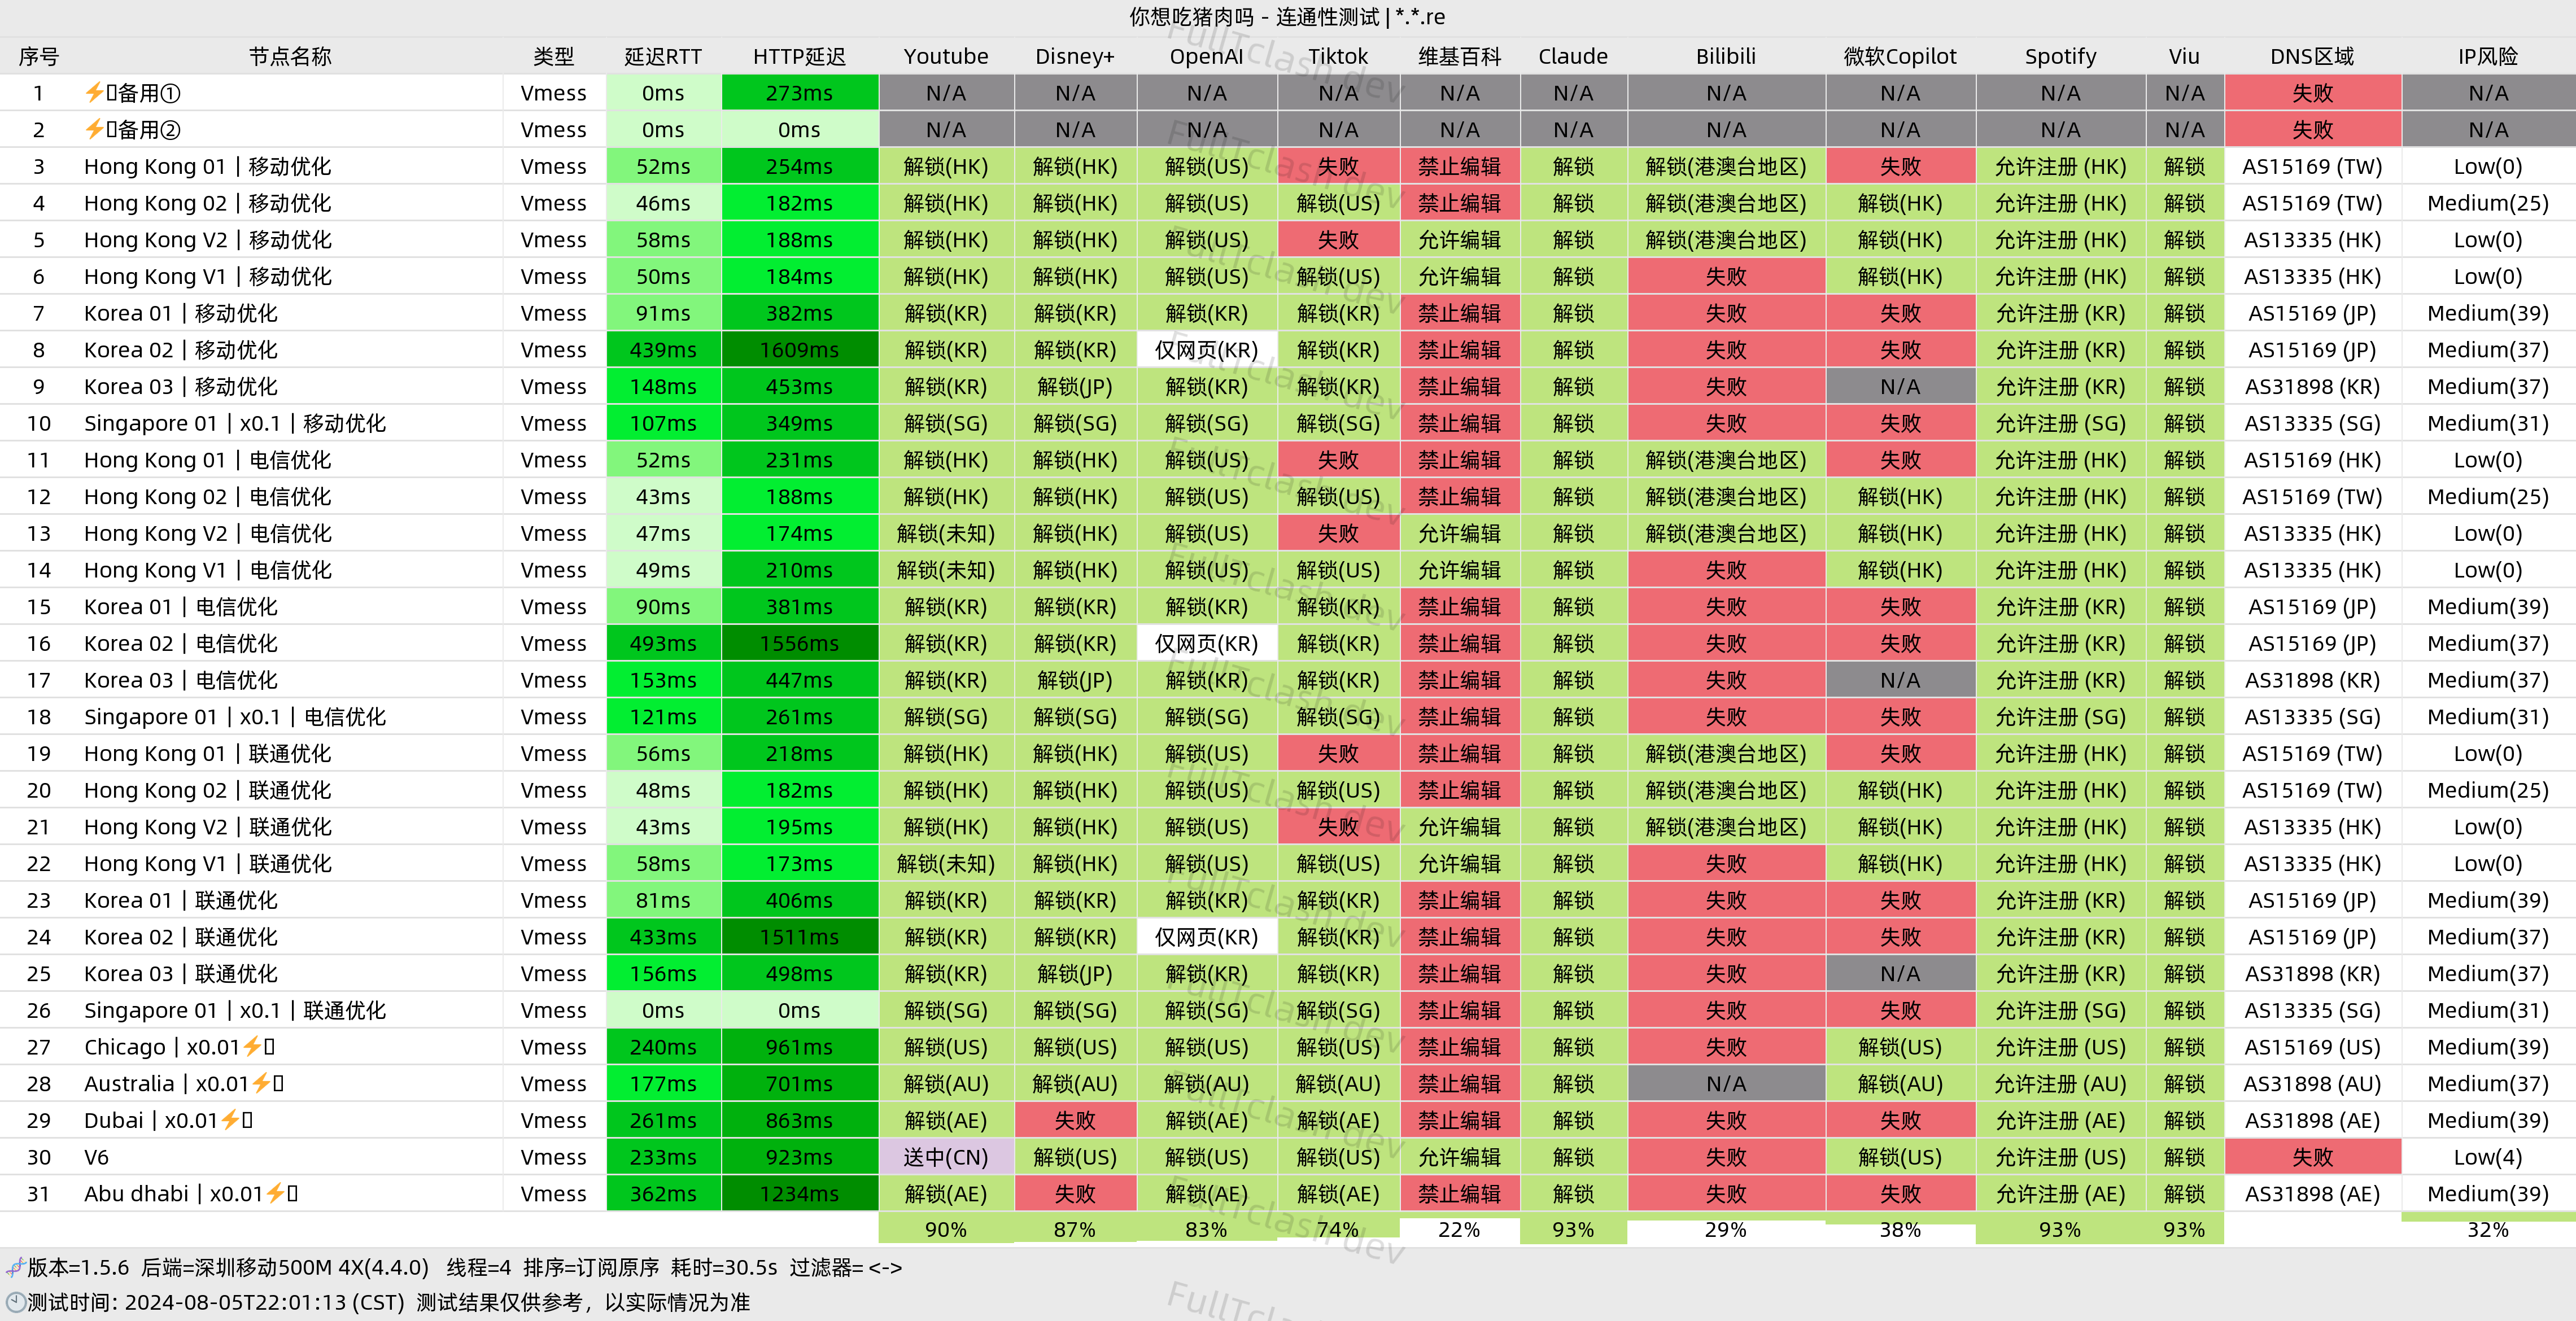 你想吃猪肉吗 - 连通性测试 | *.*.re
序号 节点名称 类型 延迟RTT HTTP延迟 Youtube Disney+ OpenAI Tiktok 维基百科 Claude Bilibili 微软Copilot Spotify Viu DNS区域 IP风险
1 ⚡备用① Vmess 0ms 273ms N/A N/A N/A N/A N/A N/A N/A N/A N/A N/A 失败 N/A
2 ⚡备用② Vmess 0ms 0ms N/A N/A N/A N/A N/A N/A N/A N/A N/A N/A 失败 N/A
3 Hong Kong 01 | 移动优化 Vmess 52ms 254ms 解锁(HK) 解锁(HK) 解锁(US) 失败 禁止编辑 解锁 解锁(港澳台地区) 失败 允许注册 (HK) 解锁 AS15169 (TW) Low(0)
4 Hong Kong 02 | 移动优化 Vmess 46ms 182ms 解锁(HK) 解锁(HK) 解锁(US) 解锁(US) 禁止编辑 解锁 解锁(港澳台地区) 解锁(HK) 允许注册 (HK) 解锁 AS15169 (TW) Medium(25)
5 Hong Kong V2 | 移动优化 Vmess 58ms 188ms 解锁(HK) 解锁(HK) 解锁(US) 失败 允许编辑 解锁 解锁(港澳台地区) 解锁(HK) 允许注册 (HK) 解锁 AS13335 (HK) Low(0)
6 Hong Kong V1 | 移动优化 Vmess 50ms 184ms 解锁(HK) 解锁(HK) 解锁(US) 解锁(US) 允许编辑 解锁 失败 解锁(HK) 允许注册 (HK) 解锁 AS13335 (HK) Low(0)
7 Korea 01 | 移动优化 Vmess 91ms 382ms 解锁(KR) 解锁(KR) 解锁(KR) 解锁(KR) 禁止编辑 解锁 失败 失败 允许注册 (KR) 解锁 AS15169 (JP) Medium(39)
8 Korea 02 | 移动优化 Vmess 439ms 1609ms 解锁(KR) 解锁(KR) 仅网页(KR) 解锁(KR) 禁止编辑 解锁 失败 失败 允许注册 (KR) 解锁 AS15169 (JP) Medium(37)
9 Korea 03 | 移动优化 Vmess 148ms 453ms 解锁(KR) 解锁(JP) 解锁(KR) 解锁(KR) 禁止编辑 解锁 失败 N/A 允许注册 (KR) 解锁 AS31898 (KR) Medium(37)
10 Singapore 01 | x0.1 | 移动优化 Vmess 107ms 349ms 解锁(SG) 解锁(SG) 解锁(SG) 解锁(SG) 禁止编辑 解锁 失败 失败 允许注册 (SG) 解锁 AS13335 (SG) Medium(31)
11 Hong Kong 01 | 电信优化 Vmess 52ms 231ms 解锁(HK) 解锁(HK) 解锁(US) 失败 禁止编辑 解锁 解锁(港澳台地区) 失败 允许注册 (HK) 解锁 AS15169 (HK) Low(0)
12 Hong Kong 02 | 电信优化 Vmess 43ms 188ms 解锁(HK) 解锁(HK) 解锁(US) 解锁(US) 禁止编辑 解锁 解锁(港澳台地区) 解锁(HK) 允许注册 (HK) 解锁 AS15169 (TW) Medium(25)
13 Hong Kong V2 | 电信优化 Vmess 47ms 174ms 解锁(未知) 解锁(HK) 解锁(US) 失败 允许编辑 解锁 解锁(港澳台地区) 解锁(HK) 允许注册 (HK) 解锁 AS13335 (HK) Low(0)
14 Hong Kong V1 | 电信优化 Vmess 49ms 210ms 解锁(未知) 解锁(HK) 解锁(US) 解锁(US) 允许编辑 解锁 失败 解锁(HK) 允许注册 (HK) 解锁 AS13335 (HK) Low(0)
15 Korea 01 | 电信优化 Vmess 90ms 381ms 解锁(KR) 解锁(KR) 解锁(KR) 解锁(KR) 禁止编辑 解锁 失败 失败 允许注册 (KR) 解锁 AS15169 (JP) Medium(39)
16 Korea 02 | 电信优化 Vmess 493ms 1556ms 解锁(KR) 解锁(KR) 仅网页(KR) 解锁(KR) 禁止编辑 解锁 失败 失败 允许注册 (KR) 解锁 AS15169 (JP) Medium(37)
17 Korea 03 | 电信优化 Vmess 153ms 447ms 解锁(KR) 解锁(JP) 解锁(KR) 解锁(KR) 禁止编辑 解锁 失败 N/A 允许注册 (KR) 解锁 AS31898 (KR) Medium(37)
18 Singapore 01 | x0.1 | 电信优化 Vmess 121ms 261ms 解锁(SG) 解锁(SG) 解锁(SG) 解锁(SG) 禁止编辑 解锁 失败 失败 允许注册 (SG) 解锁 AS13335 (SG) Medium(31)
19 Hong Kong 01 | 联通优化 Vmess 56ms 218ms 解锁(HK) 解锁(HK) 解锁(US) 失败 禁止编辑 解锁 解锁(港澳台地区) 失败 允许注册 (HK) 解锁 AS15169 (TW) Low(0)
20 Hong Kong 02 | 联通优化 Vmess 48ms 182ms 解锁(HK) 解锁(HK) 解锁(US) 解锁(US) 禁止编辑 解锁 解锁(港澳台地区) 解锁(HK) 允许注册 (HK) 解锁 AS15169 (TW) Medium(25)
21 Hong Kong V2 | 联通优化 Vmess 43ms 195ms 解锁(HK) 解锁(HK) 解锁(US) 失败 允许编辑 解锁 解锁(港澳台地区) 解锁(HK) 允许注册 (HK) 解锁 AS13335 (HK) Low(0)
22 Hong Kong V1 | 联通优化 Vmess 58ms 173ms 解锁(未知) 解锁(HK) 解锁(US) 解锁(US) 允许编辑 解锁 失败 解锁(HK) 允许注册 (HK) 解锁 AS13335 (HK) Low(0)
23 Korea 01 | 联通优化 Vmess 81ms 406ms 解锁(KR) 解锁(KR) 解锁(KR) 解锁(KR) 禁止编辑 解锁 失败 失败 允许注册 (KR) 解锁 AS15169 (JP) Medium(39)
24 Korea 02 | 联通优化 Vmess 433ms 1511ms 解锁(KR) 解锁(KR) 仅网页(KR) 解锁(KR) 禁止编辑 解锁 失败 失败 允许注册 (KR) 解锁 AS15169 (JP) Medium(37)
25 Korea 03 | 联通优化 Vmess 156ms 498ms 解锁(KR) 解锁(JP) 解锁(KR) 解锁(KR) 禁止编辑 解锁 失败 N/A 允许注册 (KR) 解锁 AS31898 (KR) Medium(37)
26 Singapore 01 | x0.1 | 联通优化 Vmess 0ms 0ms 解锁(SG) 解锁(SG) 解锁(SG) 解锁(SG) 禁止编辑 解锁 失败 失败 允许注册 (SG) 解锁 AS13335 (SG) Medium(31)
27 Chicago | x0.01⚡ Vmess 240ms 961ms 解锁(US) 解锁(US) 解锁(US) 解锁(US) 禁止编辑 解锁 失败 解锁(US) 允许注册 (US) 解锁 AS15169 (US) Medium(39)
28 Australia | x0.01⚡ Vmess 177ms 701ms 解锁(AU) 解锁(AU) 解锁(AU) 解锁(AU) 禁止编辑 解锁 N/A 解锁(AU) 允许注册 (AU) 解锁 AS31898 (AU) Medium(37)
29 Dubai | x0.01⚡ Vmess 261ms 863ms 解锁(AE) 失败 解锁(AE) 解锁(AE) 禁止编辑 解锁 失败 失败 允许注册 (AE) 解锁 AS31898 (AE) Medium(39)
30 V6 Vmess 233ms 923ms 送中(CN) 解锁(US) 解锁(US) 解锁(US) 允许编辑 解锁 失败 解锁(US) 允许注册 (US) 解锁 失败 Low(4)
31 Abu dhabi | x0.01⚡ Vmess 362ms 1234ms 解锁(AE) 失败 解锁(AE) 解锁(AE) 禁止编辑 解锁 失败 失败 允许注册 (AE) 解锁 AS31898 (AE) Medium(39)
90% 87% 83% 74% 22% 93% 29% 38% 93% 93% 32%
版本=1.5.6 后端=深圳移动500M 4X(4.4.0) 线程=4 排序=订阅原序 耗时=30.5s 过滤器= <->
测试时间: 2024-08-05T22:01:13 (CST) 测试结果仅供参考，以实际情况为准
FullTclash dev